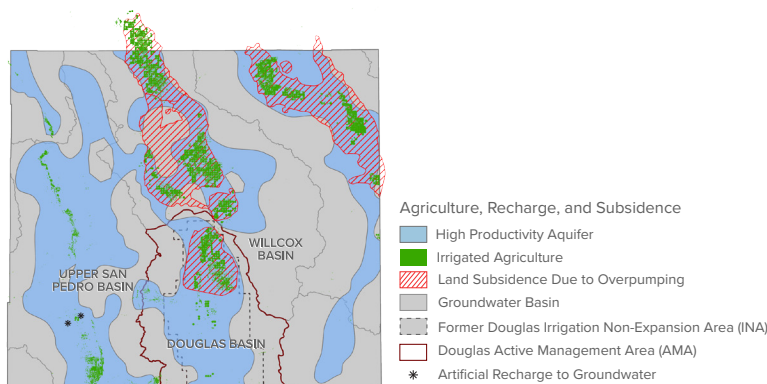 WILLCOX
BASIN
UPPER SAN
PEDRO BASIN
DOUGLAS BASIN
Agriculture, Recharge, and Subsidence
High Productivity Aquifer
Irrigated Agriculture
Land Subsidence Due to Overpumping
Groundwater Basin
Former Douglas Irrigation Non-Expansion Area (INA)
Douglas Active Management Area (AMA)
Artificial Recharge to Groundwater